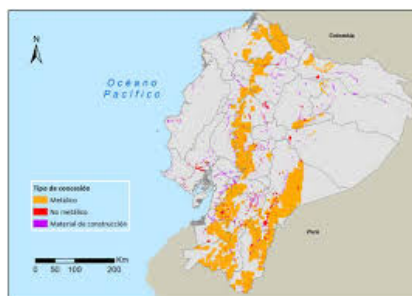 N
Colombia
Océano
Pacífico
Tipo de concesión
Metálico
No metálico
Material de construcción
Perú
Km
0 50 100 200